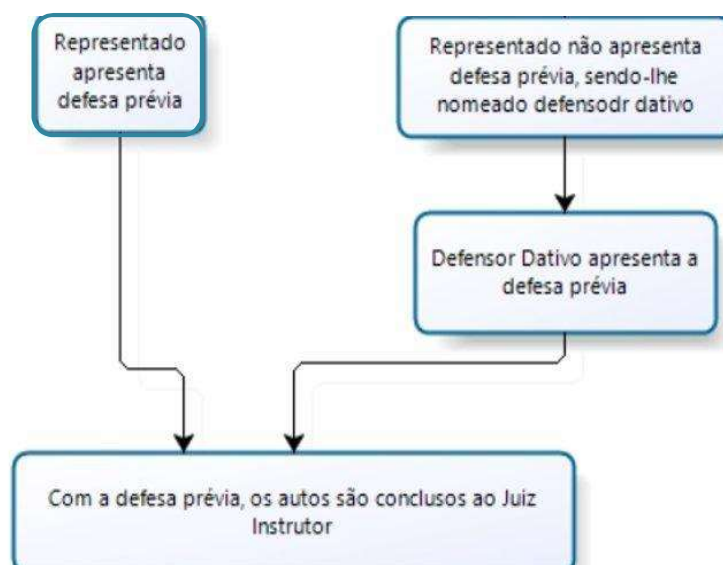 Representado
apresenta
defesa prévia
Representado não apresenta
defesa prévia, sendo-lhe
nomeado defensodr dativo
Defensor Dativo apresenta a
defesa prévia
Com a defesa prévia, os autos são conclusos ao Juiz
Instrutor